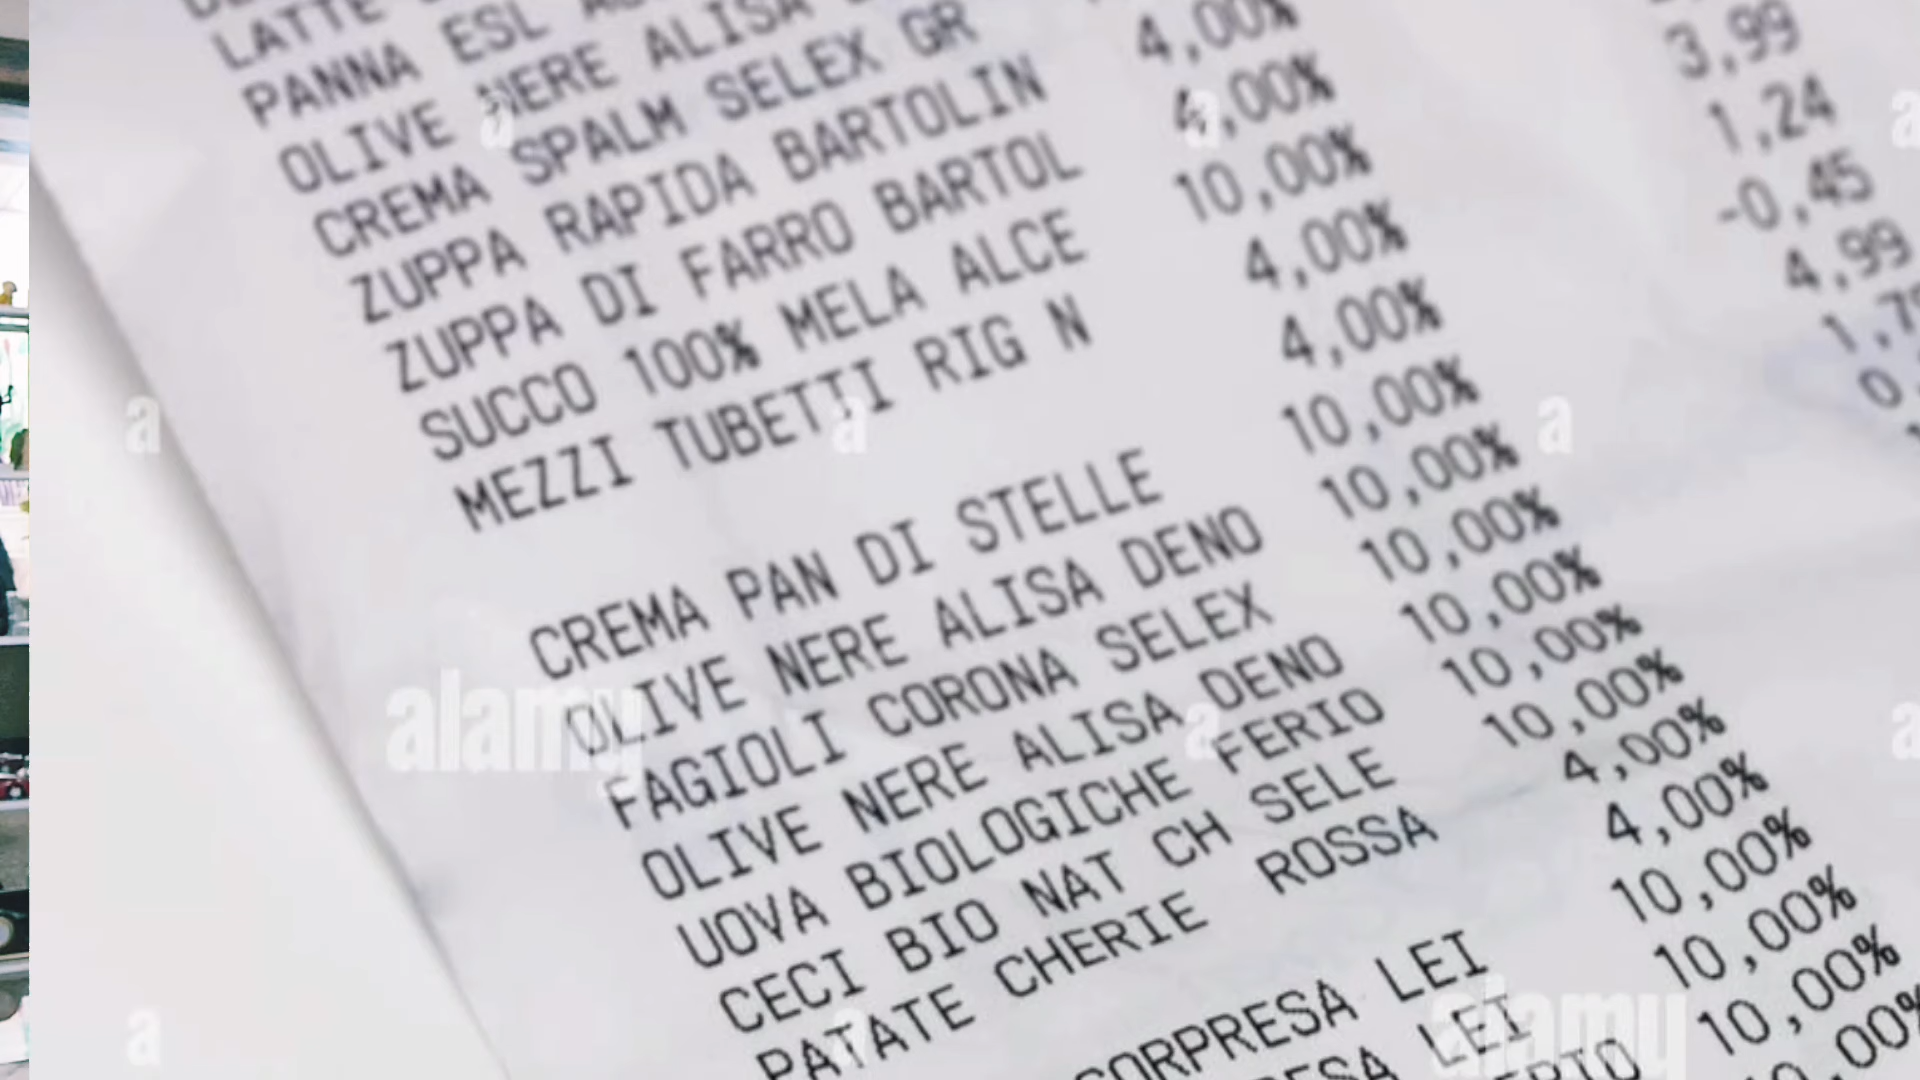 LATTE
PANNA ESL
OLIVE NERE ALISA
CREMA SPALM SELEX GR 4,00%
ZUPPA RAPIDA BARTOLIN 4,00% 3,99
ZUPPA DI FARRO BARTOL 10,00% 1,24
SUCCO 100% MELA ALCE 4,00% -0,45
MEZZI TUBETTI RIG N 4,00% 4,99
10,00%
CREMA PAN DI STELLE 10,00%
OLIVE NERE ALISA DENO 10,00%
FAGIOLI CORONA SELEX 10,00%
OLIVE NERE ALISA DENO 10,00%
UOVA BIOLOGICHE FERIO 10,00%
CECI BIO NAT CH SELE 4,00%
PATATE CHERIE ROSSA 4,00%
10,00%
SORPRESA LEI 10,00%
LEI 10,00%
alamy
alamy